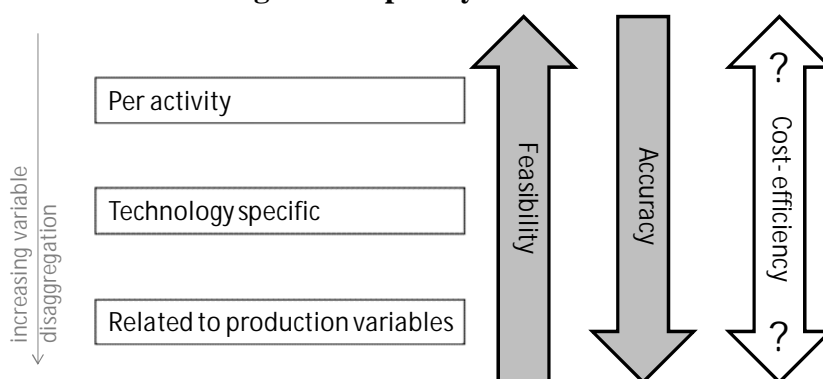 Per activity
Technology specific
Related to production variables
increasing variable
disaggregation
Feasibility
Accuracy
?
Cost-efficiency
?